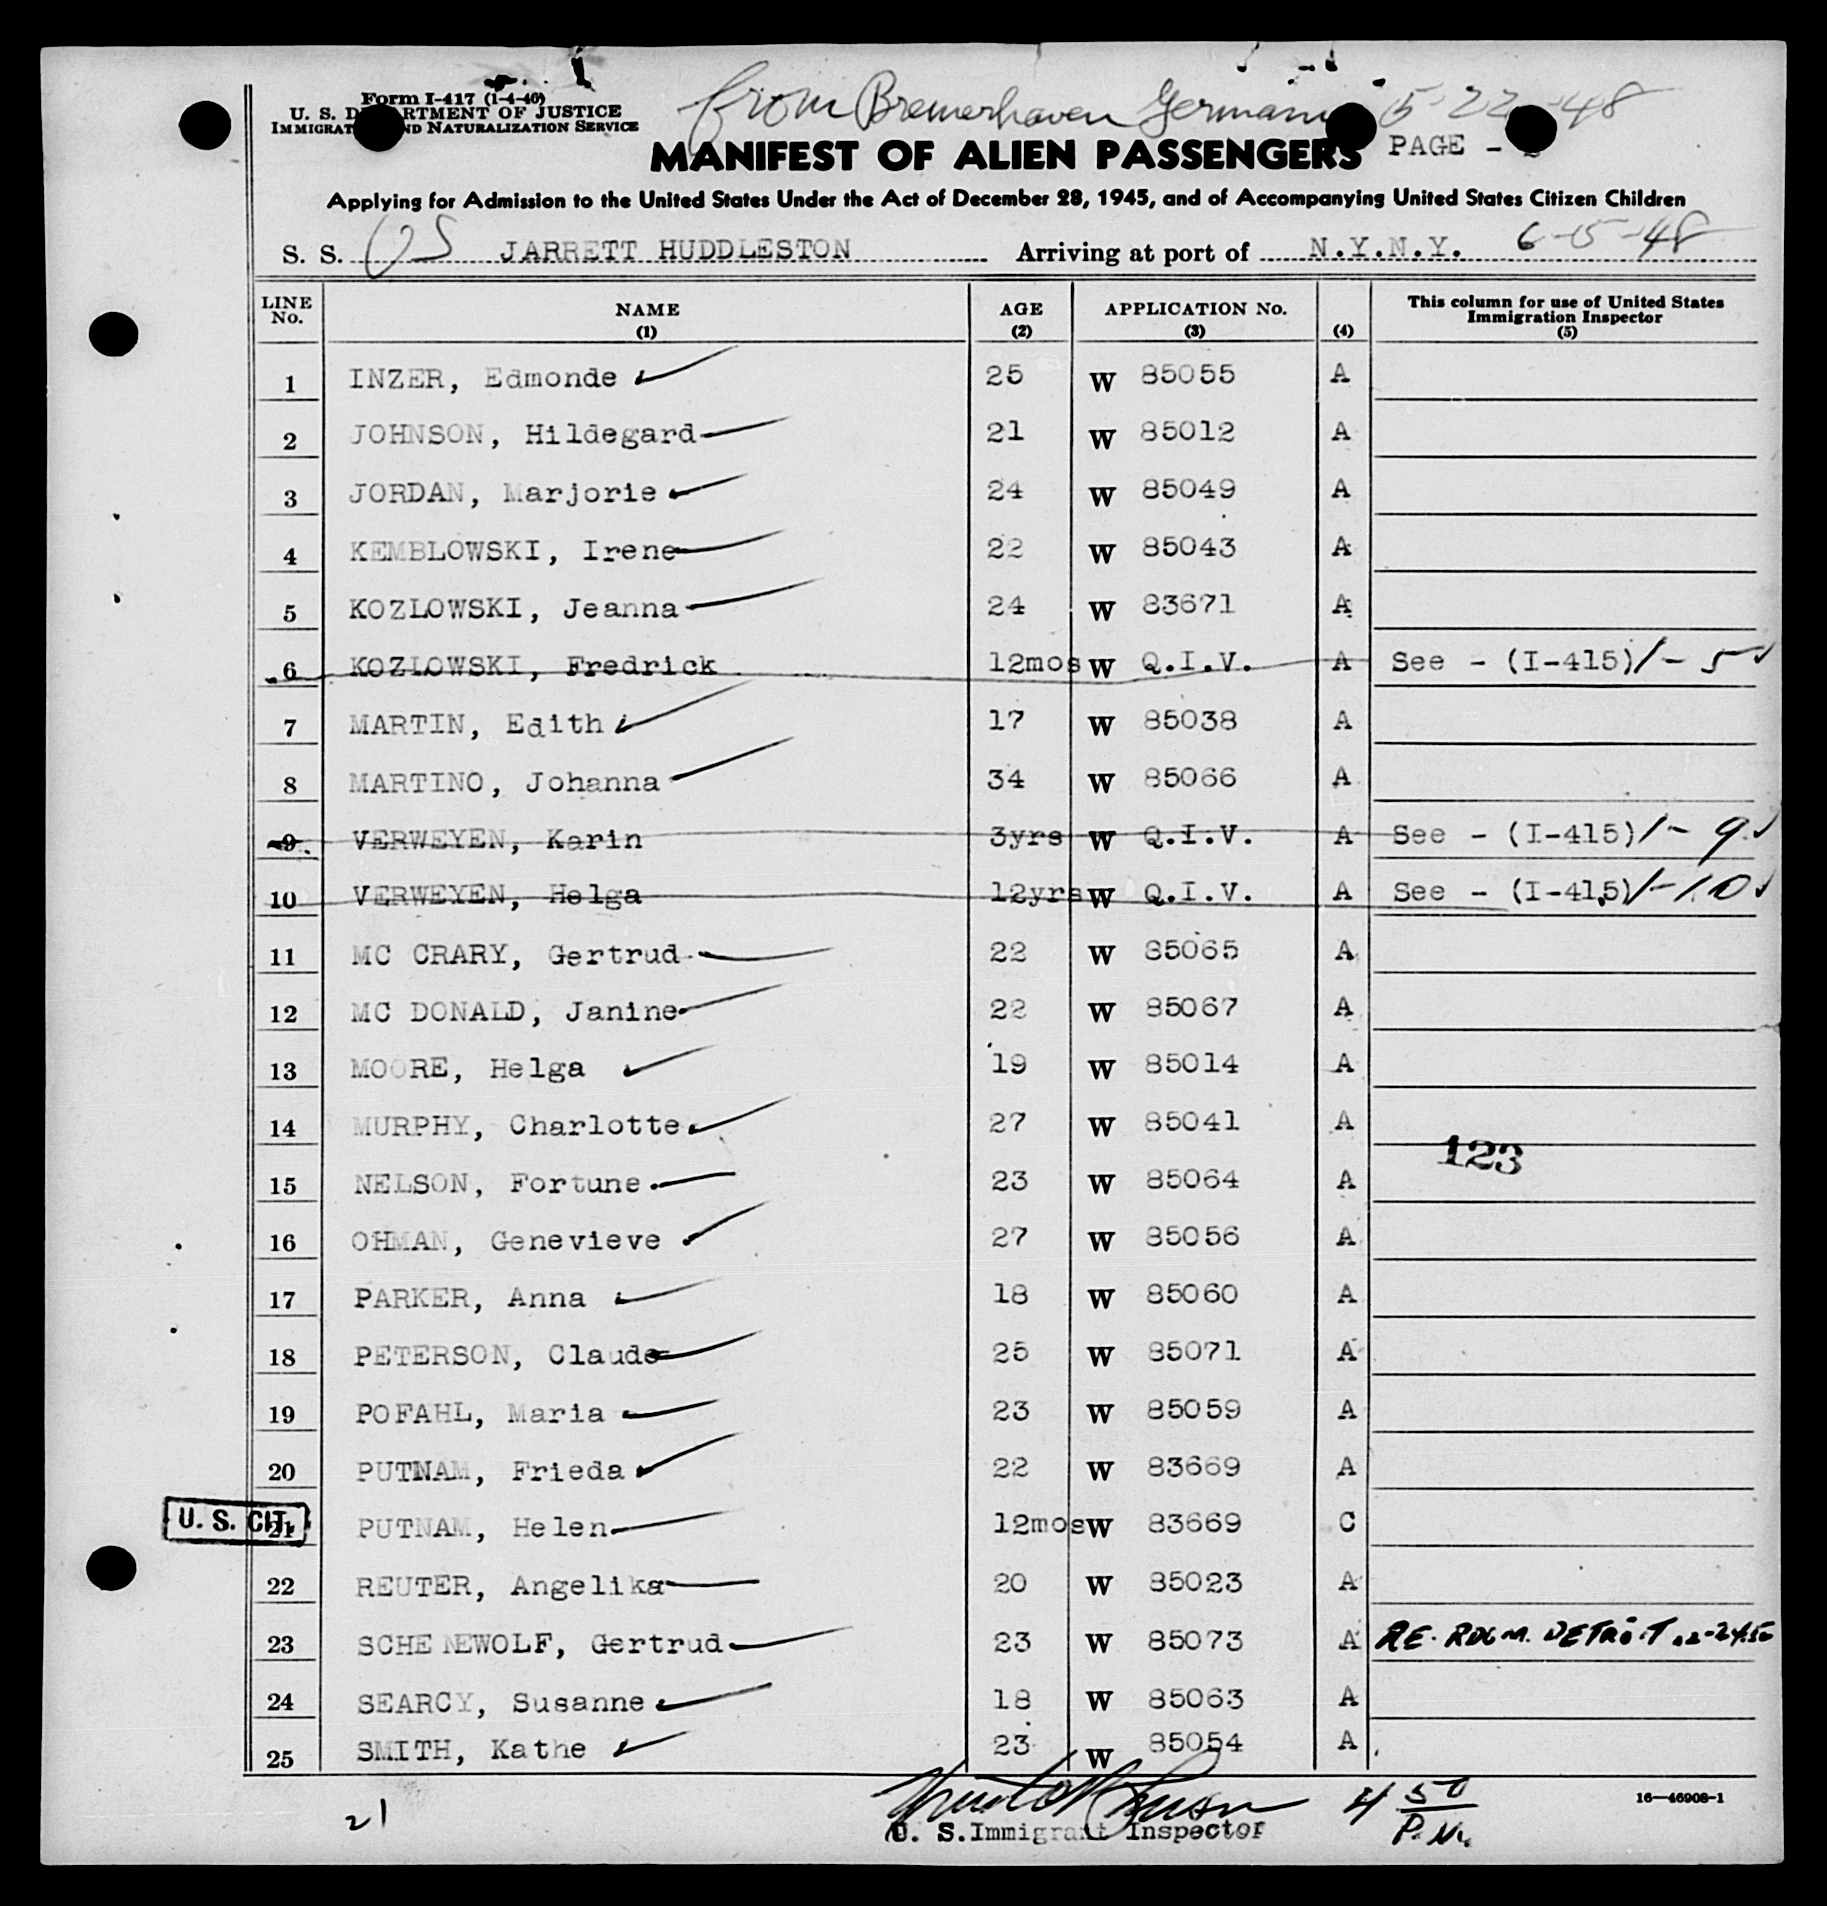 from Bremerhaven Germany 5-22-48
Form I-417 (1-4-46)
U. S. DEPARTMENT OF JUSTICE
IMMIGRATION AND NATURALIZATION SERVICE
MANIFEST OF ALIEN PASSENGERS PAGE -
Applying for Admission to the United States Under the Act of December 28, 1945, and of Accompanying United States Citizen Children
S. S. JARRETT HUDDLESTON Arriving at port of N.Y.N.Y. 6-15-48
LINE No. NAME (1) AGE (2) APPLICATION No. (3) (4) This column for use of United States Immigration Inspector (5)
1 INZER, Edmonde 25 W 85055 A
2 JOHNSON, Hildegard 21 W 85012 A
3 JORDAN, Marjorie 24 W 85049 A
4 KEMBLOWSKI, Irene 22 W 85043 A
5 KOZLOWSKI, Jeanna 24 W 83671 A
6 KOZLOWSKI, Fredrick 12mos W Q.I.V. A See - (I-415) 1-5
7 MARTIN, Edith 17 W 85038 A
8 MARTINO, Johanna 34 W 85066 A
9 VERWEYEN, Karin 3yrs W Q.I.V. A See - (I-415) 1-9
10 VERWEYEN, Helga 12yrs W Q.I.V. A See - (I-415) 1-10
11 MC CRARY, Gertrud 22 W 85065 A
12 MC DONALD, Janine 22 W 85067 A
13 MOORE, Helga 19 W 85014 A
14 MURPHY, Charlotte 27 W 85041 A
123
15 NELSON, Fortune 23 W 85064 A
16 OHMAN, Genevieve 27 W 85056 A
17 PARKER, Anna 18 W 85060 A
18 PETERSON, Claude 25 W 85071 A
19 POFAHL, Maria 23 W 85059 A
20 PUTNAM, Frieda 22 W 83669 A
U. S. CIT. 21 PUTNAM, Helen 12mos W 83669 C
22 REUTER, Angelika 20 W 85023 A
23 SCHENEWOLF, Gertrud 23 W 85073 A RE. DETROIT
24 SEARCY, Susanne 18 W 85063 A
25 SMITH, Kathe 23 W 85054 A
21 4 50 P.M. 16—46908-1
U. S. Immigrant Inspector